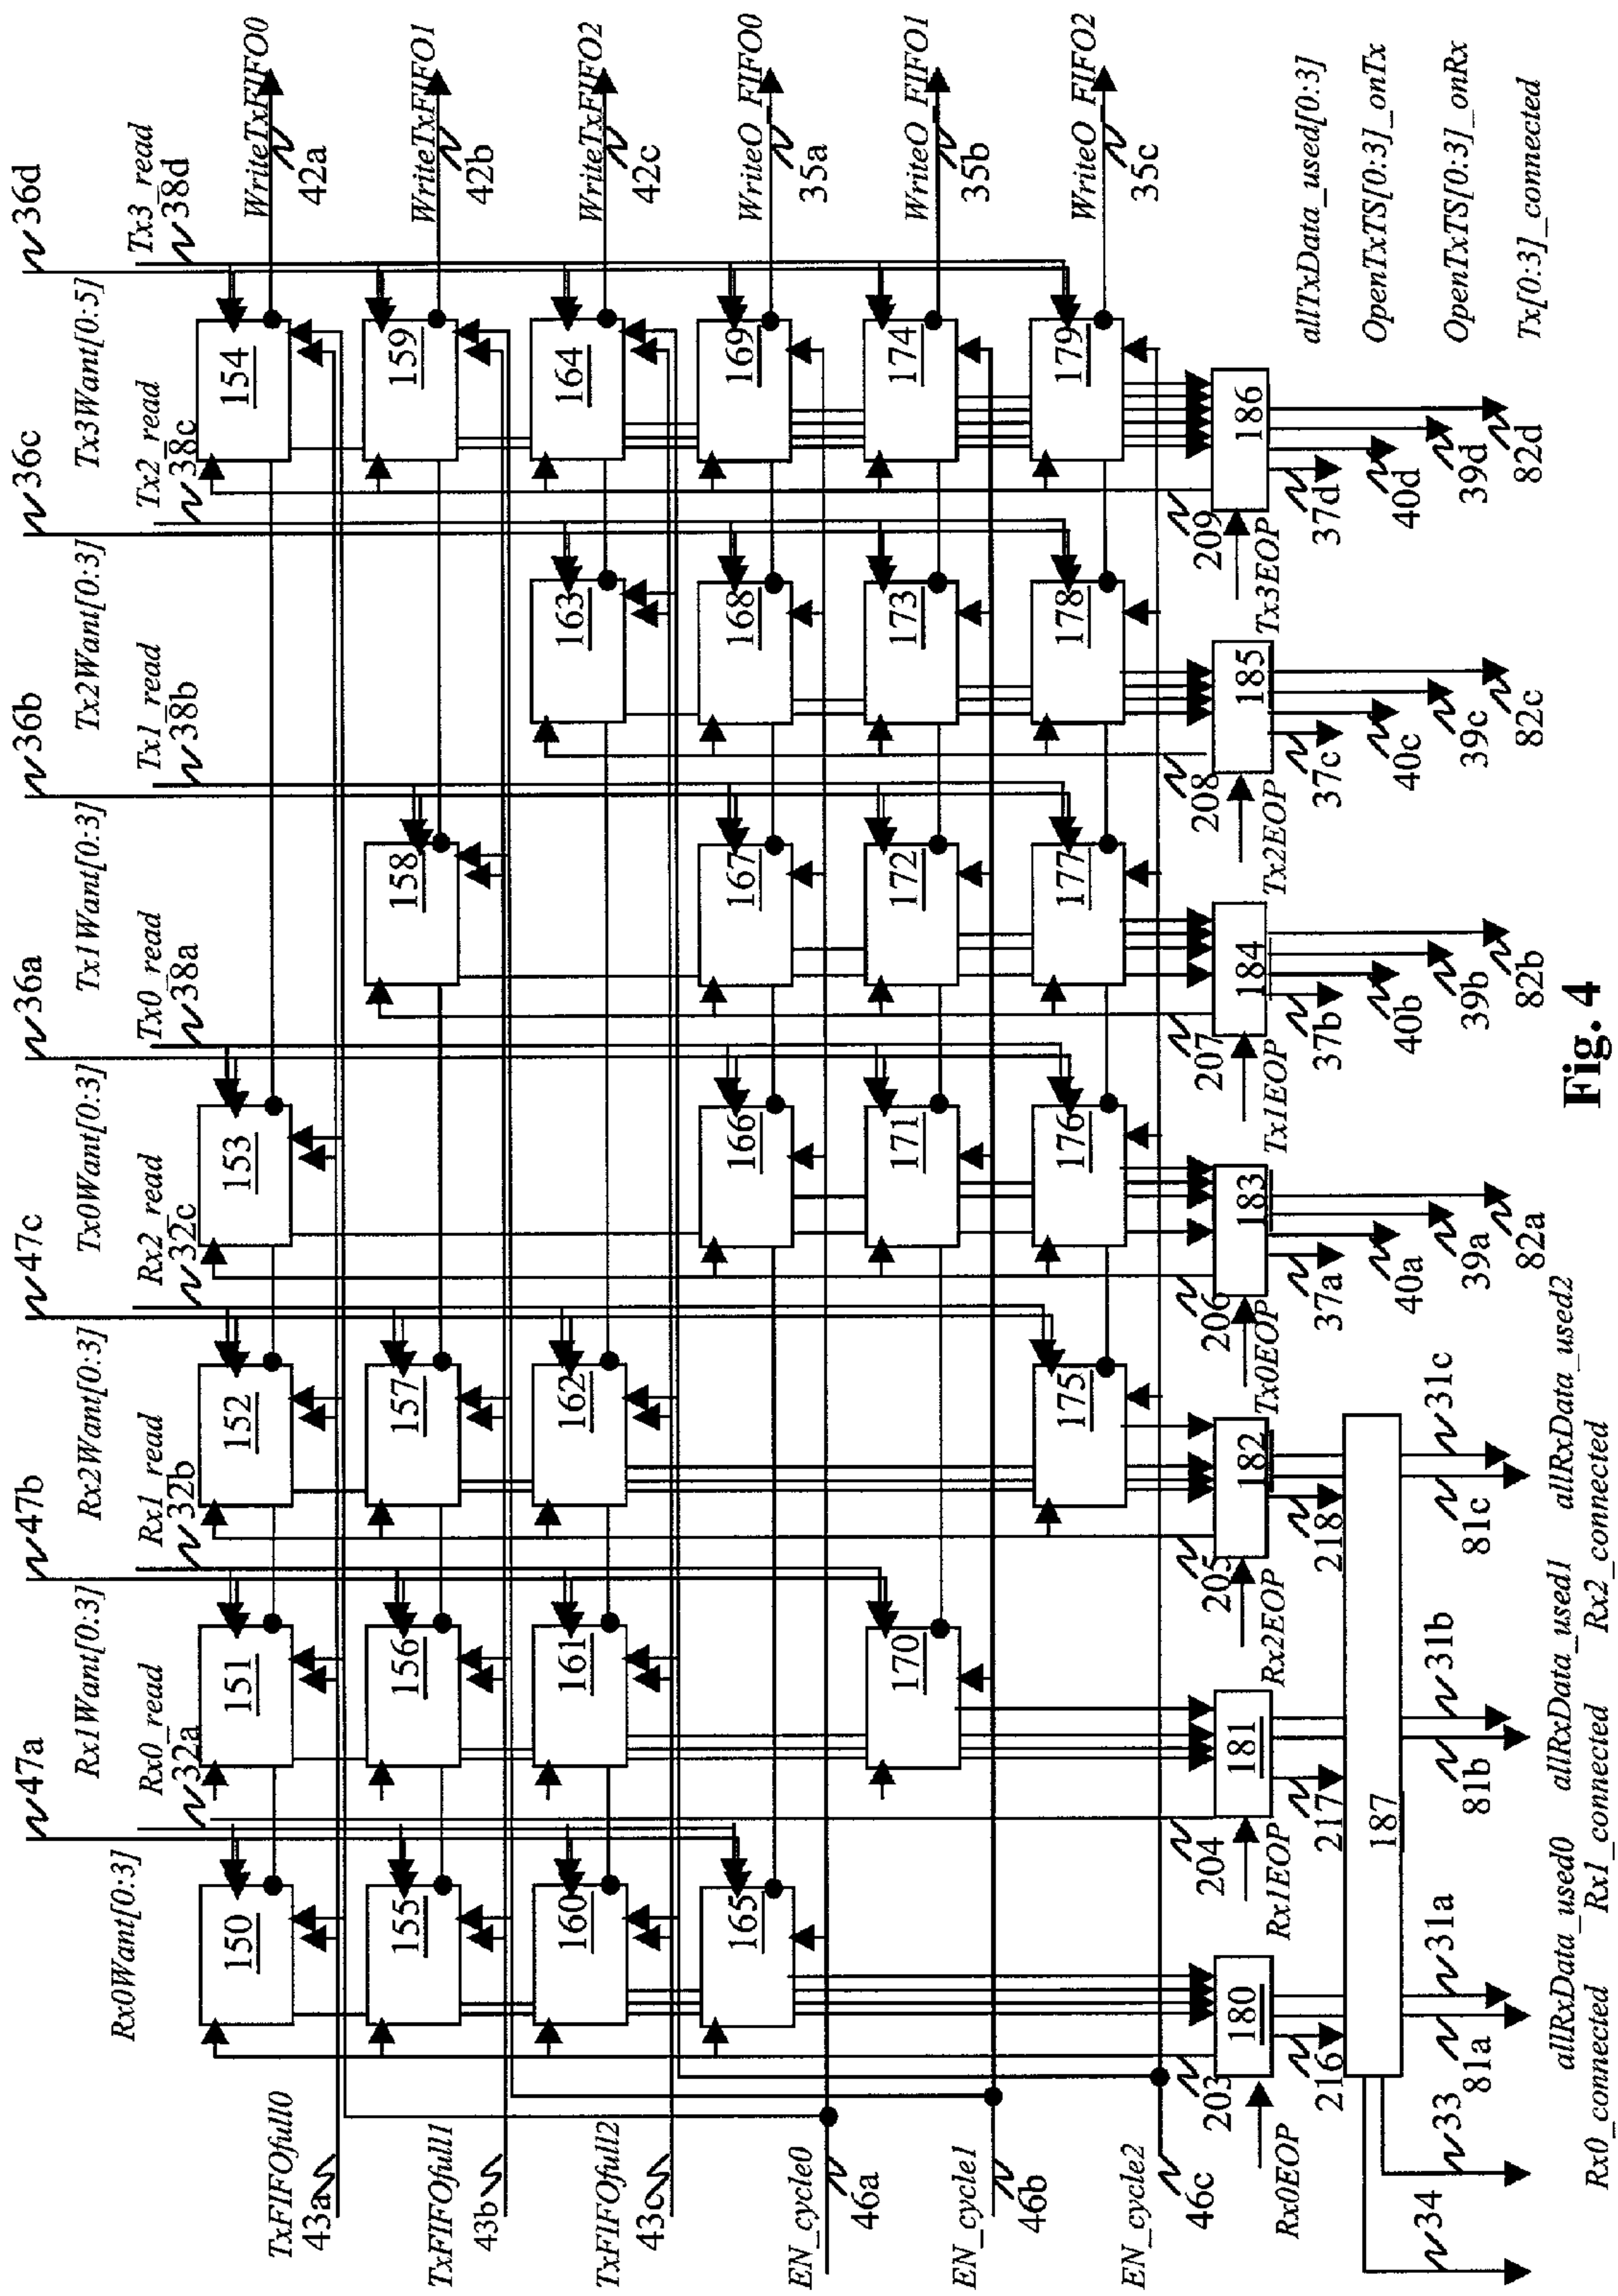 47a
47b
47c
36a
36b
36c
36d
Rx0Want[0:3]
Rx1Want[0:3]
Rx2Want[0:3]
Tx0Want[0:3]
Tx1Want[0:3]
Tx2Want[0:3]
Tx3Want[0:5]
Rx0_read
32a
Rx1_read
32b
Rx2_read
32c
Tx0_read
38a
Tx1_read
38b
Tx2_read
38c
Tx3_read
38d
TxFIFOfull0
43a
150
151
152
153
154
WriteTxFIFO0
42a
TxFIFOfull1
43b
155
156
157
158
159
WriteTxFIFO1
42b
TxFIFOfull2
43c
160
161
162
163
164
WriteTxFIFO2
42c
EN_cycle0
46a
165
166
167
168
169
WriteO_FIFO0
35a
EN_cycle1
46b
170
171
172
173
174
WriteO_FIFO1
35b
EN_cycle2
46c
175
176
177
178
179
WriteO_FIFO2
35c
203
204
205
206
207
208
209
Rx0EOP
180
Rx1EOP
181
Rx2EOP
182
Tx0EOP
183
Tx1EOP
184
Tx2EOP
185
Tx3EOP
186
216
217
218
37a
37b
37c
37d
allTxData_used[0:3]
187
40a
40b
40c
40d
OpenTxTS[0:3]_onTx
34
33
81a
31a
81b
31b
81c
31c
39a
39b
39c
39d
OpenTxTS[0:3]_onRx
82a
82b
82c
82d
Tx[0:3]_connected
allRxData_used0
allRxData_used1
allRxData_used2
Rx0_connected
Rx1_connected
Rx2_connected
Fig. 4